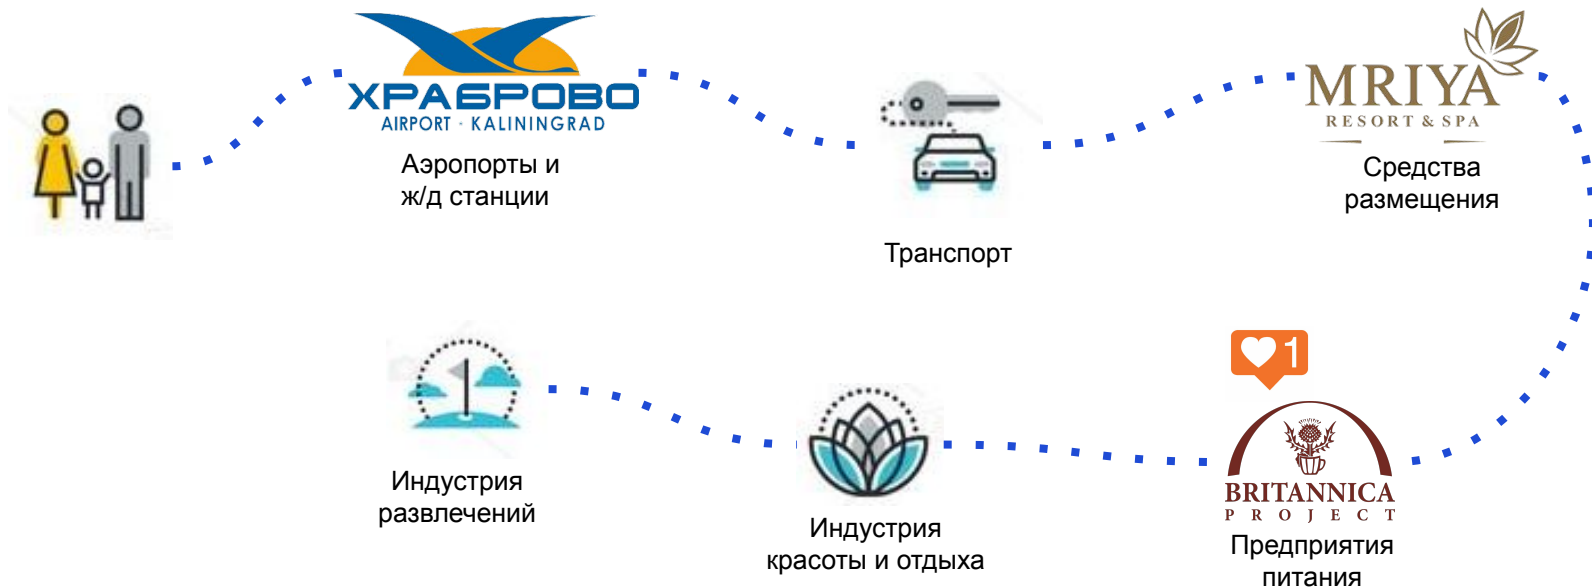 ХРАБРОВО
AIRPORT · KALININGRAD
Аэропорты и
ж/д станции
Транспорт
MRIYA
RESORT & SPA
Средства
размещения
1
BRITANNICA
PROJECT
Предприятия
питания
Индустрия
красоты и отдыха
Индустрия
развлечений